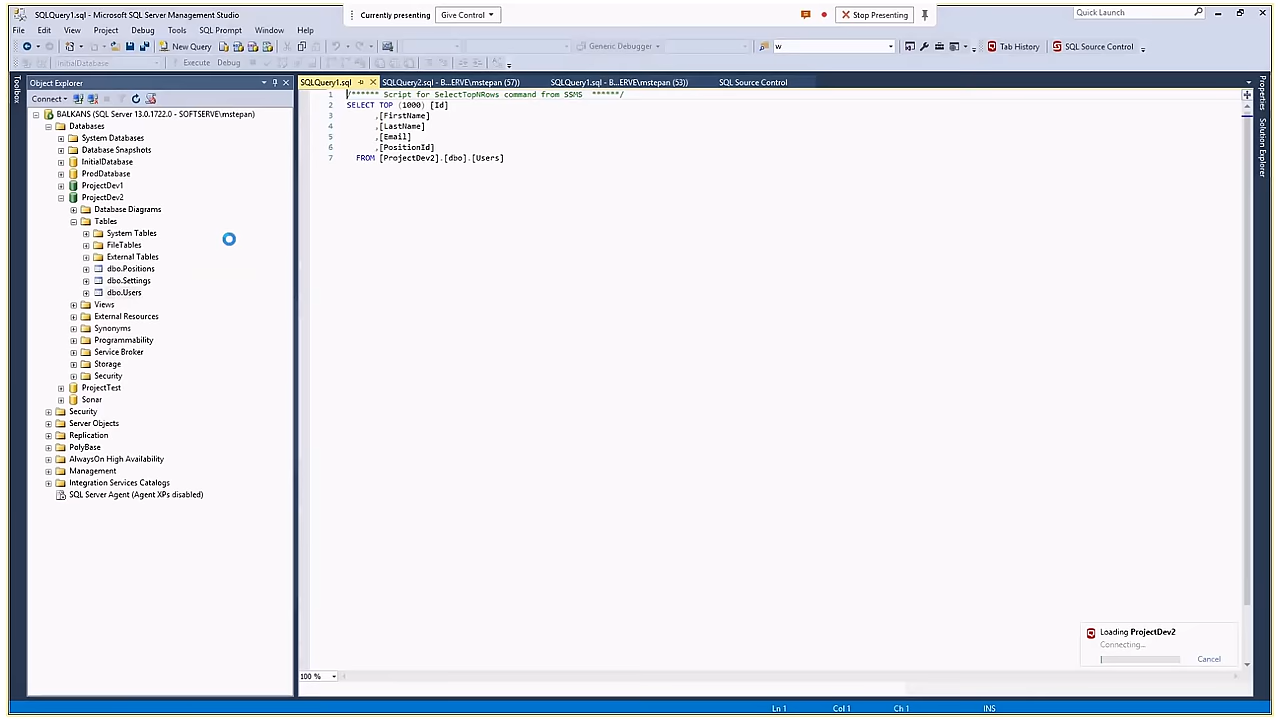 SQLQuery1.sql - Microsoft SQL Server Management Studio
Currently presenting
Give Control
Stop Presenting
Quick Launch
File Edit View Project Debug Tools SQL Prompt Window Help
New Query
Generic Debugger
w
Tab History
SQL Source Control
InitialDatabase
Execute Debug
Toolbox
Object Explorer
SQLQuery1.sql
SQLQuery2.sql - B...ERVE\mstepan (57))
SQLQuery1.sql - B...ERVE\mstepan (53))
SQL Source Control
Properties
Solution Explorer
Connect
BALKANS (SQL Server 13.0.1722.0 - SOFTSERVE\mstepan)
Databases
System Databases
Database Snapshots
InitialDatabase
ProdDatabase
ProjectDev1
ProjectDev2
Database Diagrams
Tables
System Tables
FileTables
External Tables
dbo.Positions
dbo.Settings
dbo.Users
Views
External Resources
Synonyms
Programmability
Service Broker
Storage
Security
ProjectTest
Sonar
Security
Server Objects
Replication
PolyBase
AlwaysOn High Availability
Management
Integration Services Catalogs
SQL Server Agent (Agent XPs disabled)
1 /****** Script for SelectTopNRows command from SSMS ******/
2 SELECT TOP (1000) [Id]
3 ,[FirstName]
4 ,[LastName]
5 ,[Email]
6 ,[PositionId]
7 FROM [ProjectDev2].[dbo].[Users]
Loading ProjectDev2
Connecting...
Cancel
100 %
Ln 1 Col 1 Ch 1 INS